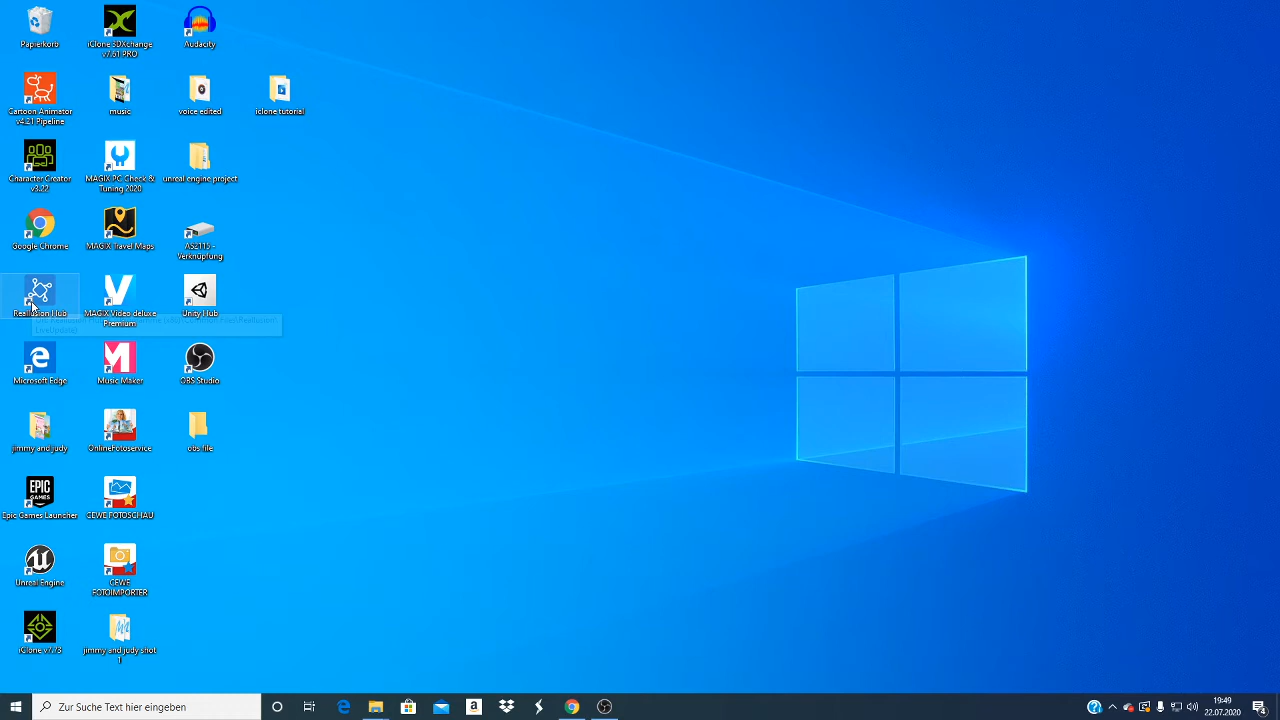 Papierkorb
iClone 3DXchange
v7.61 PRO
Audacity
Cartoon Animator
v4.21 Pipeline
music
voice edited
iclone tutorial
Character Creator
v3.22
MAGIX PC Check &
Tuning 2020
unreal engine project
Google Chrome
MAGIX Travel Maps
AS2115 -
Verknüpfung
Reallusion Hub
MAGIX Video deluxe
Premium
Unity Hub
LiveUpdate)
Microsoft Edge
Music Maker
OBS Studio
jimmy and judy
OnlineFotoservice
obs file
EPIC
GAMES
Epic Games Launcher
CEWE FOTOSCHAU
Unreal Engine
CEWE
FOTOIMPORTER
iClone v7.73
jimmy and judy shot
1
Zur Suche Text hier eingeben
19:49
22.07.2020